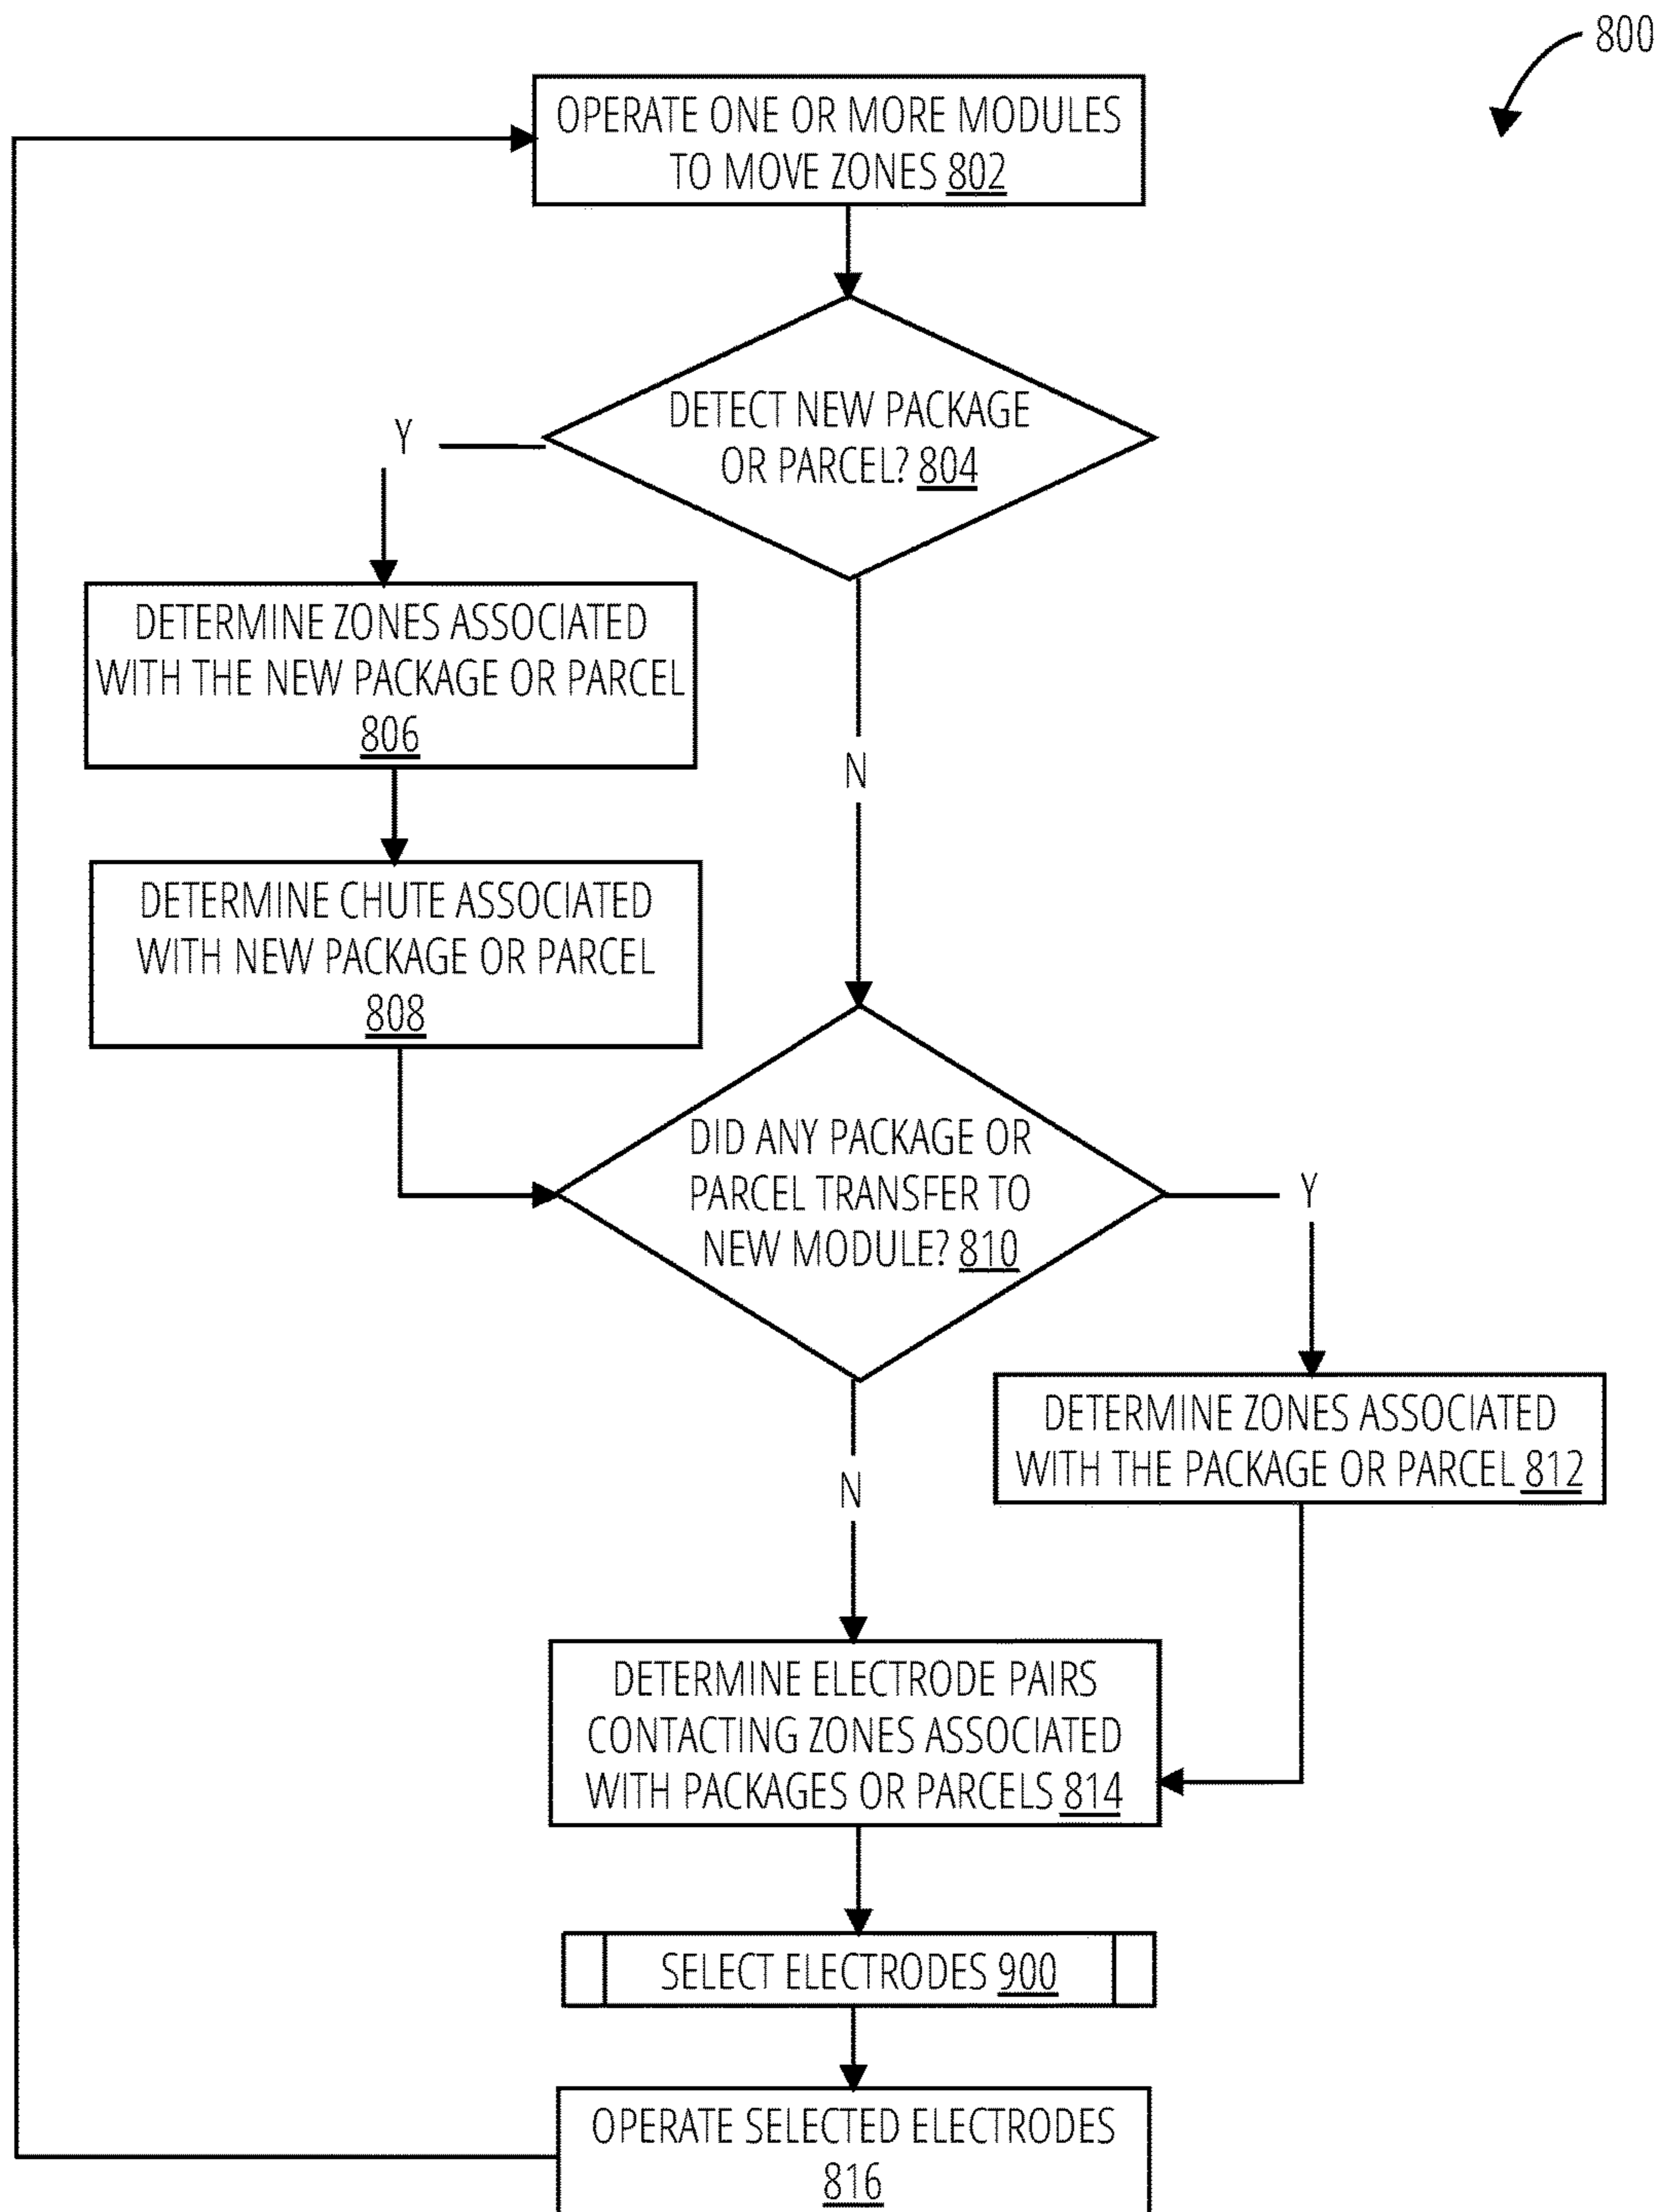 800
OPERATE ONE OR MORE MODULES
TO MOVE ZONES 802
DETECT NEW PACKAGE
OR PARCEL? 804
Y
DETERMINE ZONES ASSOCIATED
WITH THE NEW PACKAGE OR PARCEL
806
N
DETERMINE CHUTE ASSOCIATED
WITH NEW PACKAGE OR PARCEL
808
DID ANY PACKAGE OR
PARCEL TRANSFER TO
NEW MODULE? 810
Y
DETERMINE ZONES ASSOCIATED
WITH THE PACKAGE OR PARCEL 812
N
DETERMINE ELECTRODE PAIRS
CONTACTING ZONES ASSOCIATED
WITH PACKAGES OR PARCELS 814
SELECT ELECTRODES 900
OPERATE SELECTED ELECTRODES
816